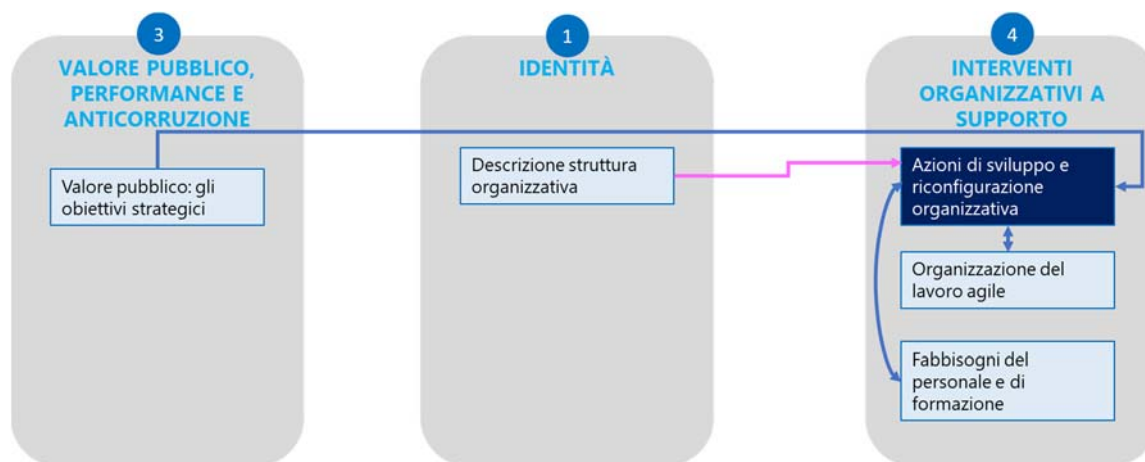 3
VALORE PUBBLICO,
PERFORMANCE E
ANTICORRUZIONE
Valore pubblico: gli
obiettivi strategici
1
IDENTITÀ
Descrizione struttura
organizzativa
4
INTERVENTI
ORGANIZZATIVI A
SUPPORTO
Azioni di sviluppo e
riconfigurazione
organizzativa
Organizzazione del
lavoro agile
Fabbisogni del
personale e di
formazione